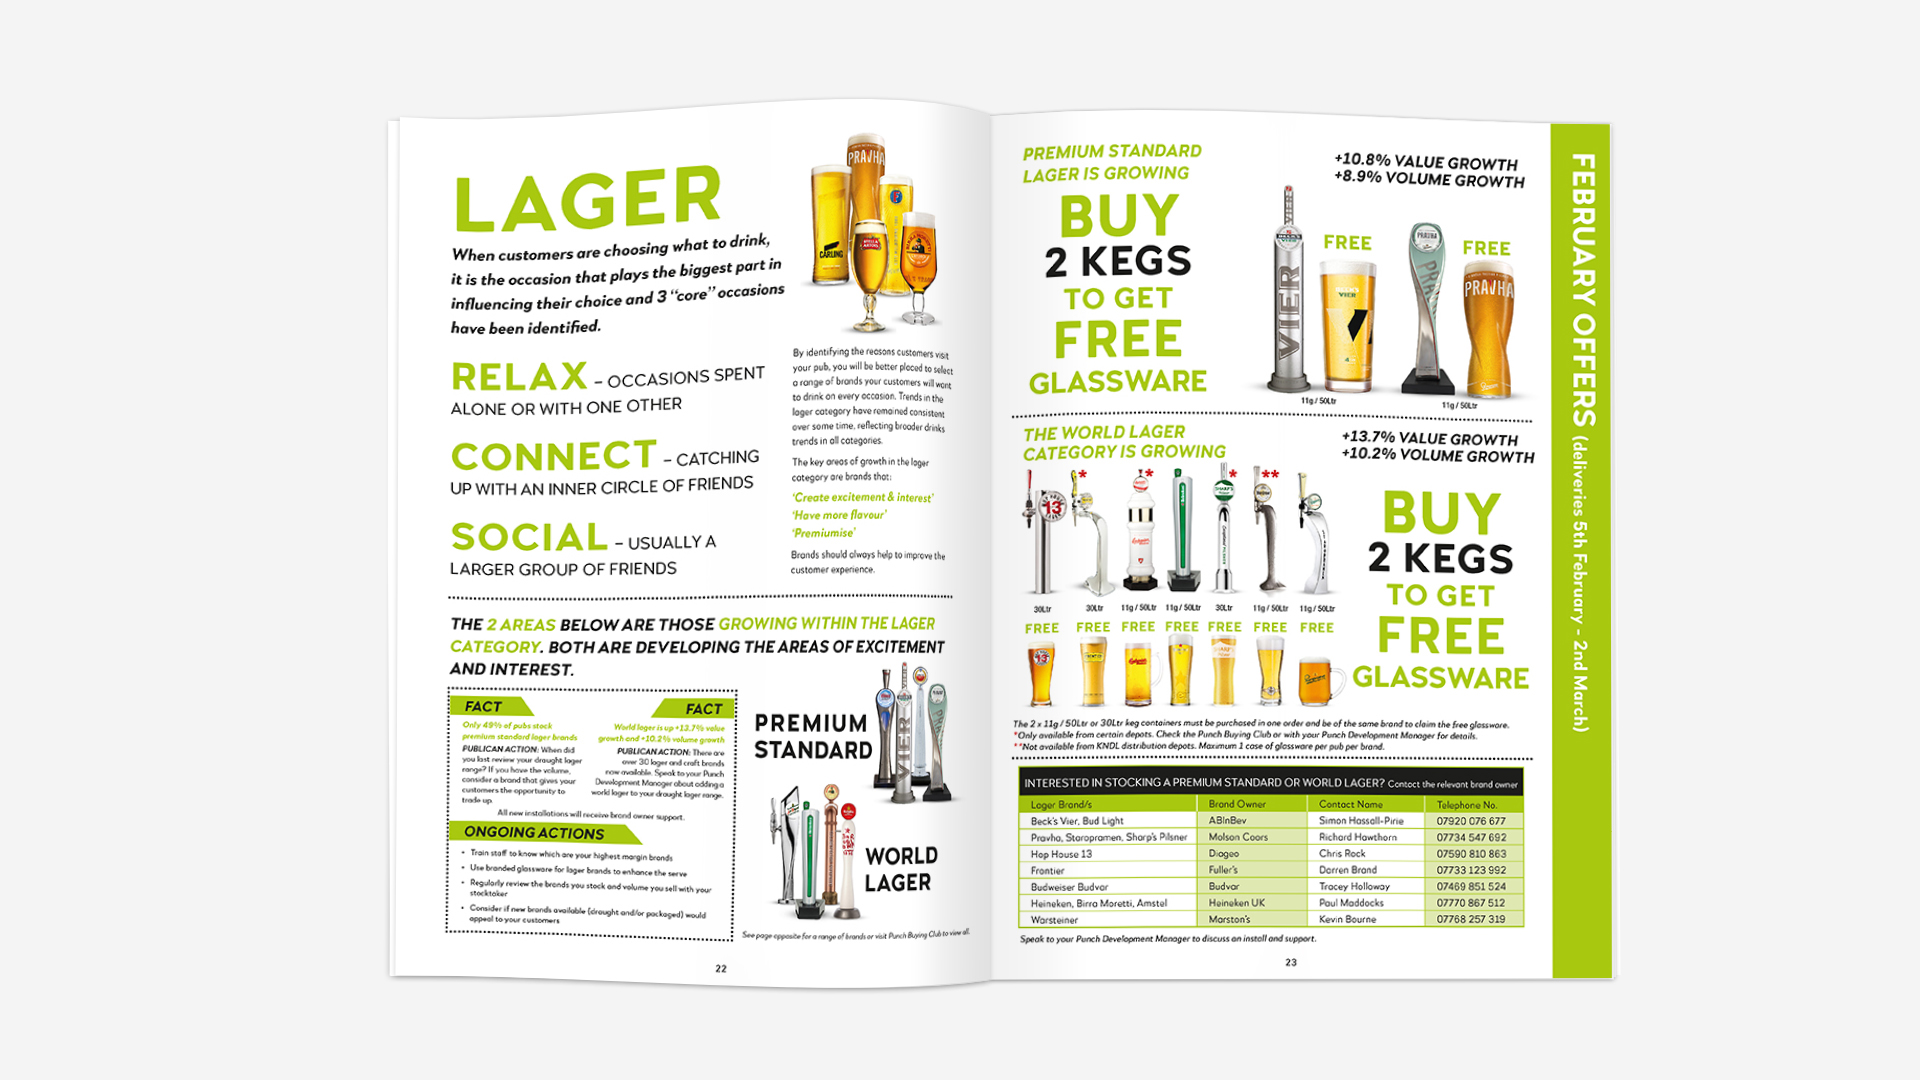 LAGER
When customers are choosing what to drink,
it is the occasion that plays the biggest part in
influencing their choice and 3 “core” occasions
have been identified.
RELAX – OCCASIONS SPENT
ALONE OR WITH ONE OTHER
CONNECT – CATCHING
UP WITH AN INNER CIRCLE OF FRIENDS
SOCIAL – USUALLY A
LARGER GROUP OF FRIENDS
PRAVHA
CARLING
By identifying the reasons customers visit
your pub, you will be better placed to select
a range of brands your customers will want
to drink on every occasion. Trends in the
lager category have remained consistent
over some time, reflecting broader drinks
trends in all categories.
The key areas of growth in the lager
category are brands that:
‘Create excitement & interest’
‘Have more flavour’
‘Premiumise’
Brands should always help to improve the
customer experience.
THE 2 AREAS BELOW ARE THOSE GROWING WITHIN THE LAGER
CATEGORY. BOTH ARE DEVELOPING THE AREAS OF EXCITEMENT
AND INTEREST.
FACT
Only 49% of pubs stock
premium standard lager brands
PUBLICAN ACTION: When did
you last review your draught lager
range? If you have the volume,
consider a brand that gives your
customers the opportunity to
trade up.
FACT
World lager is up +13.7% value
growth and +10.2% volume growth
PUBLICAN ACTION: There are
over 30 lager and craft brands
now available. Speak to your Punch
Development Manager about adding a
world lager to your draught lager range.
All new installations will receive brand owner support.
ONGOING ACTIONS
• Train staff to know which are your highest margin brands
• Use branded glassware for lager brands to enhance the serve
• Regularly review the brands you stock and volume you sell with your
stocktaker
• Consider if new brands available (draught and/or packaged) would
appeal to your customers
PREMIUM
STANDARD
VIER
WORLD
LAGER
See page opposite for a range of brands or visit Punch Buying Club to view all.
22
PREMIUM STANDARD
LAGER IS GROWING
+10.8% VALUE GROWTH
+8.9% VOLUME GROWTH
BUY
2 KEGS
TO GET
FREE
GLASSWARE
VIER
FREE
VIER
11g / 50Ltr
PRAVHA
FREE
PRAVHA
11g / 50Ltr
THE WORLD LAGER
CATEGORY IS GROWING
+13.7% VALUE GROWTH
+10.2% VOLUME GROWTH
13 * * * **
30Ltr 30Ltr 11g / 50Ltr 11g / 50Ltr 30Ltr 11g / 50Ltr 11g / 50Ltr
FREE FREE FREE FREE FREE FREE FREE
BUY
2 KEGS
TO GET
FREE
GLASSWARE
The 2 x 11g / 50Ltr or 30Ltr keg containers must be purchased in one order and be of the same brand to claim the free glassware.
*Only available from certain depots. Check the Punch Buying Club or with your Punch Development Manager for details.
**Not available from KNDL distribution depots. Maximum 1 case of glassware per pub per brand.
INTERESTED IN STOCKING A PREMIUM STANDARD OR WORLD LAGER? Contact the relevant brand owner
Lager Brand/s Brand Owner Contact Name Telephone No.
Beck's Vier, Bud Light ABInBev Simon Hassall-Pirie 07920 076 677
Pravha, Staropramen, Sharp's Pilsner Molson Coors Richard Hawthorn 07734 547 692
Hop House 13 Diageo Chris Rock 07590 810 863
Frontier Fuller's Darren Brand 07733 123 992
Budweiser Budvar Budvar Tracey Holloway 07469 851 524
Heineken, Birra Moretti, Amstel Heineken UK Paul Maddocks 07770 867 512
Warsteiner Marston's Kevin Bourne 07768 257 319
Speak to your Punch Development Manager to discuss an install and support.
23
FEBRUARY OFFERS (deliveries 5th February - 2nd March)